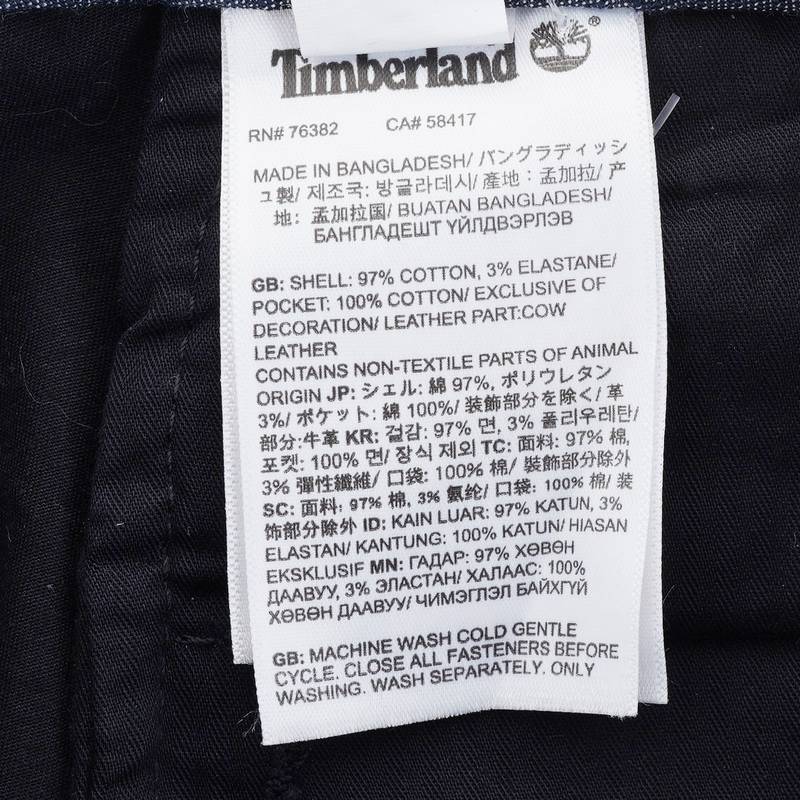 Timberland®
RN# 76382 CA# 58417
MADE IN BANGLADESH/ バングラディッシ
ュ製/ 제조국: 방글라데시/ 產地：孟加拉/ 产
地：孟加拉国/ BUATAN BANGLADESH/
БАНГЛАДЕШТ ҮЙЛДВЭРЛЭВ
GB: SHELL: 97% COTTON, 3% ELASTANE/
POCKET: 100% COTTON/ EXCLUSIVE OF
DECORATION/ LEATHER PART:COW
LEATHER
CONTAINS NON-TEXTILE PARTS OF ANIMAL
ORIGIN JP: シェル: 綿 97%, ポリウレタン
3%/ ポケット: 綿 100%/ 装飾部分を除く/ 革
部分:牛革 KR: 겉감: 97% 면, 3% 폴리우레탄/
포켓: 100% 면/ 장식 제외 TC: 面料: 97% 棉,
3% 彈性纖維/ 口袋: 100% 棉/ 裝飾部分除外
SC: 面料: 97% 棉, 3% 氨纶/ 口袋: 100% 棉/ 装
饰部分除外 ID: KAIN LUAR: 97% KATUN, 3%
ELASTAN/ KANTUNG: 100% KATUN/ HIASAN
EKSKLUSIF MN: ГАДАР: 97% ХӨВӨН
ДААВУУ, 3% ЭЛАСТАН/ ХАЛААС: 100%
ХӨВӨН ДААВУУ/ ЧИМЭГЛЭЛ БАЙХГҮЙ
GB: MACHINE WASH COLD GENTLE
CYCLE. CLOSE ALL FASTENERS BEFORE
WASHING. WASH SEPARATELY. ONLY